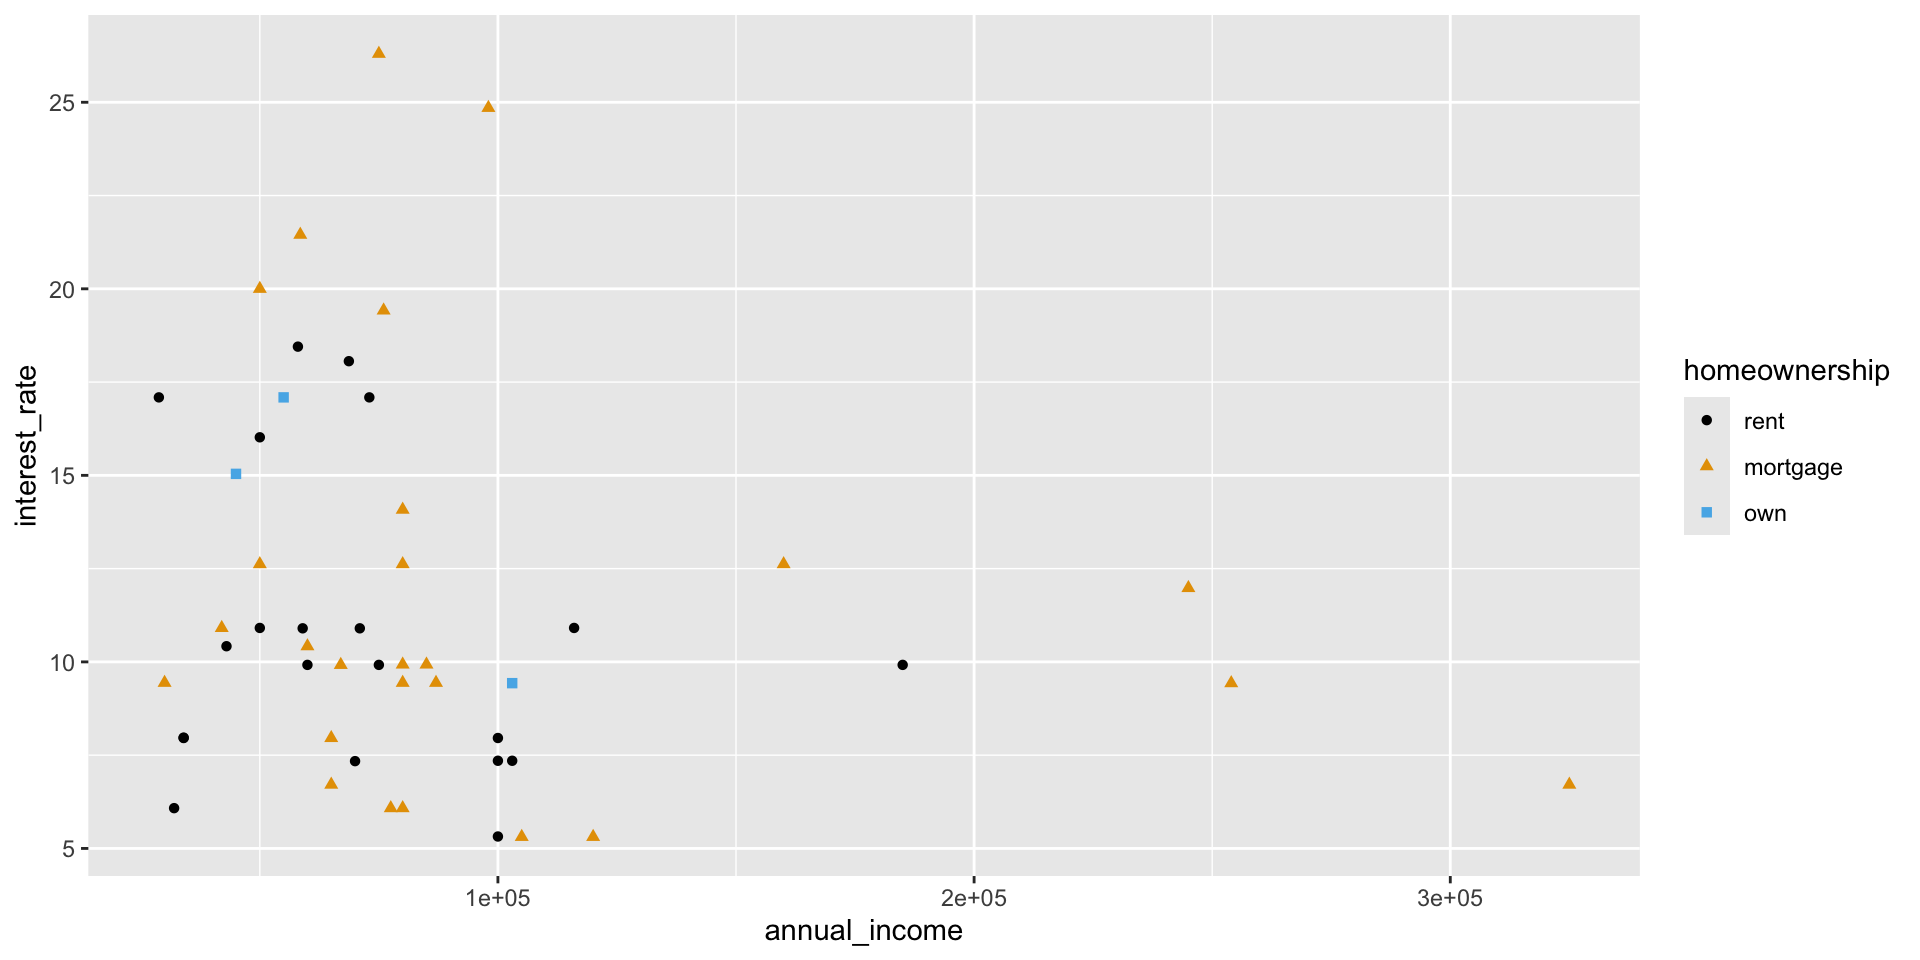 25
20
15
10
5
interest_rate
1e+05
2e+05
3e+05
annual_income
homeownership
rent
mortgage
own